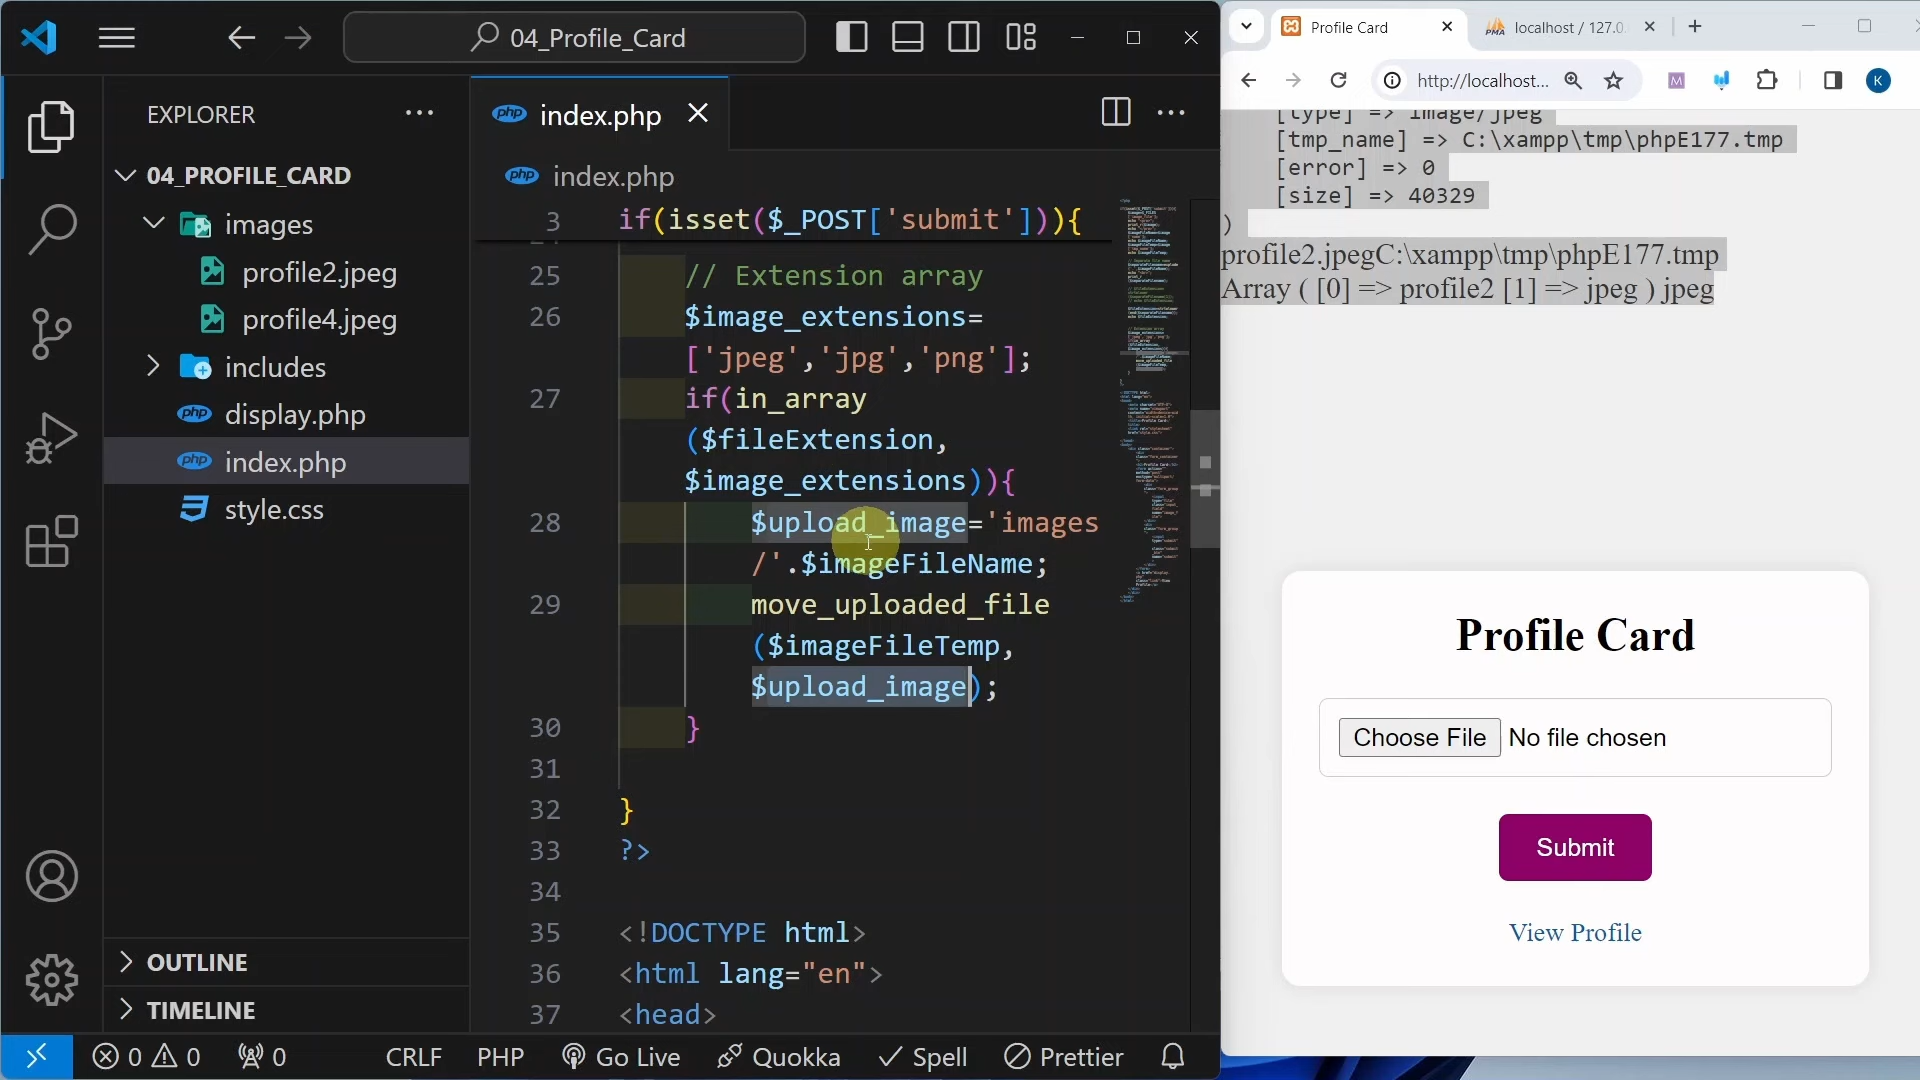 04_Profile_Card
EXPLORER
04_PROFILE_CARD
images
profile2.jpeg
profile4.jpeg
includes
display.php
index.php
style.css
OUTLINE
TIMELINE
php index.php
php index.php
3 if(isset($_POST['submit'])){
25 // Extension array
26 $image_extensions=
['jpeg','jpg','png'];
27 if(in_array
($fileExtension,
$image_extensions)){
28 $upload_image='images
/'.$imageFileName;
29 move_uploaded_file
($imageFileTemp,
$upload_image);
30 }
31
32 }
33 ?>
34
35 <!DOCTYPE html>
36 <html lang="en">
37 <head>
0 0 0 CRLF PHP Go Live Quokka Spell Prettier
Profile Card
localhost / 127.0.
http://localhost...
K
[type] => image/jpeg
[tmp_name] => C:\xampp\tmp\phpE177.tmp
[error] => 0
[size] => 40329
)
profile2.jpegC:\xampp\tmp\phpE177.tmp
Array ( [0] => profile2 [1] => jpeg ) jpeg
Profile Card
Choose File No file chosen
Submit
View Profile